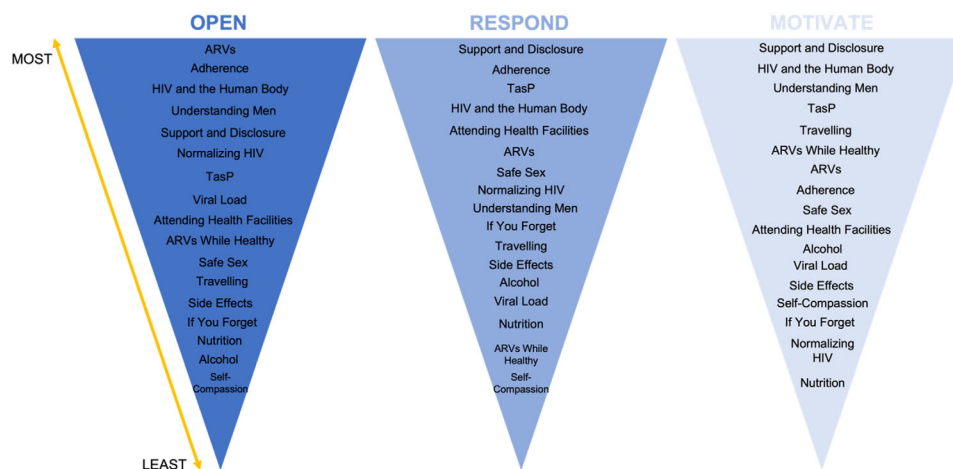 OPEN
RESPOND
MOTIVATE
MOST
LEAST
ARVs
Adherence
HIV and the Human Body
Understanding Men
Support and Disclosure
Normalizing HIV
TasP
Viral Load
Attending Health Facilities
ARVs While Healthy
Safe Sex
Travelling
Side Effects
If You Forget
Nutrition
Alcohol
Self-
Compassion
Support and Disclosure
Adherence
TasP
HIV and the Human Body
Attending Health Facilities
ARVs
Safe Sex
Normalizing HIV
Understanding Men
If You Forget
Travelling
Side Effects
Alcohol
Viral Load
Nutrition
ARVs While
Healthy
Self-
Compassion
Support and Disclosure
HIV and the Human Body
Understanding Men
TasP
Travelling
ARVs While Healthy
ARVs
Adherence
Safe Sex
Attending Health Facilities
Alcohol
Viral Load
Side Effects
Self-Compassion
If You Forget
Normalizing
HIV
Nutrition